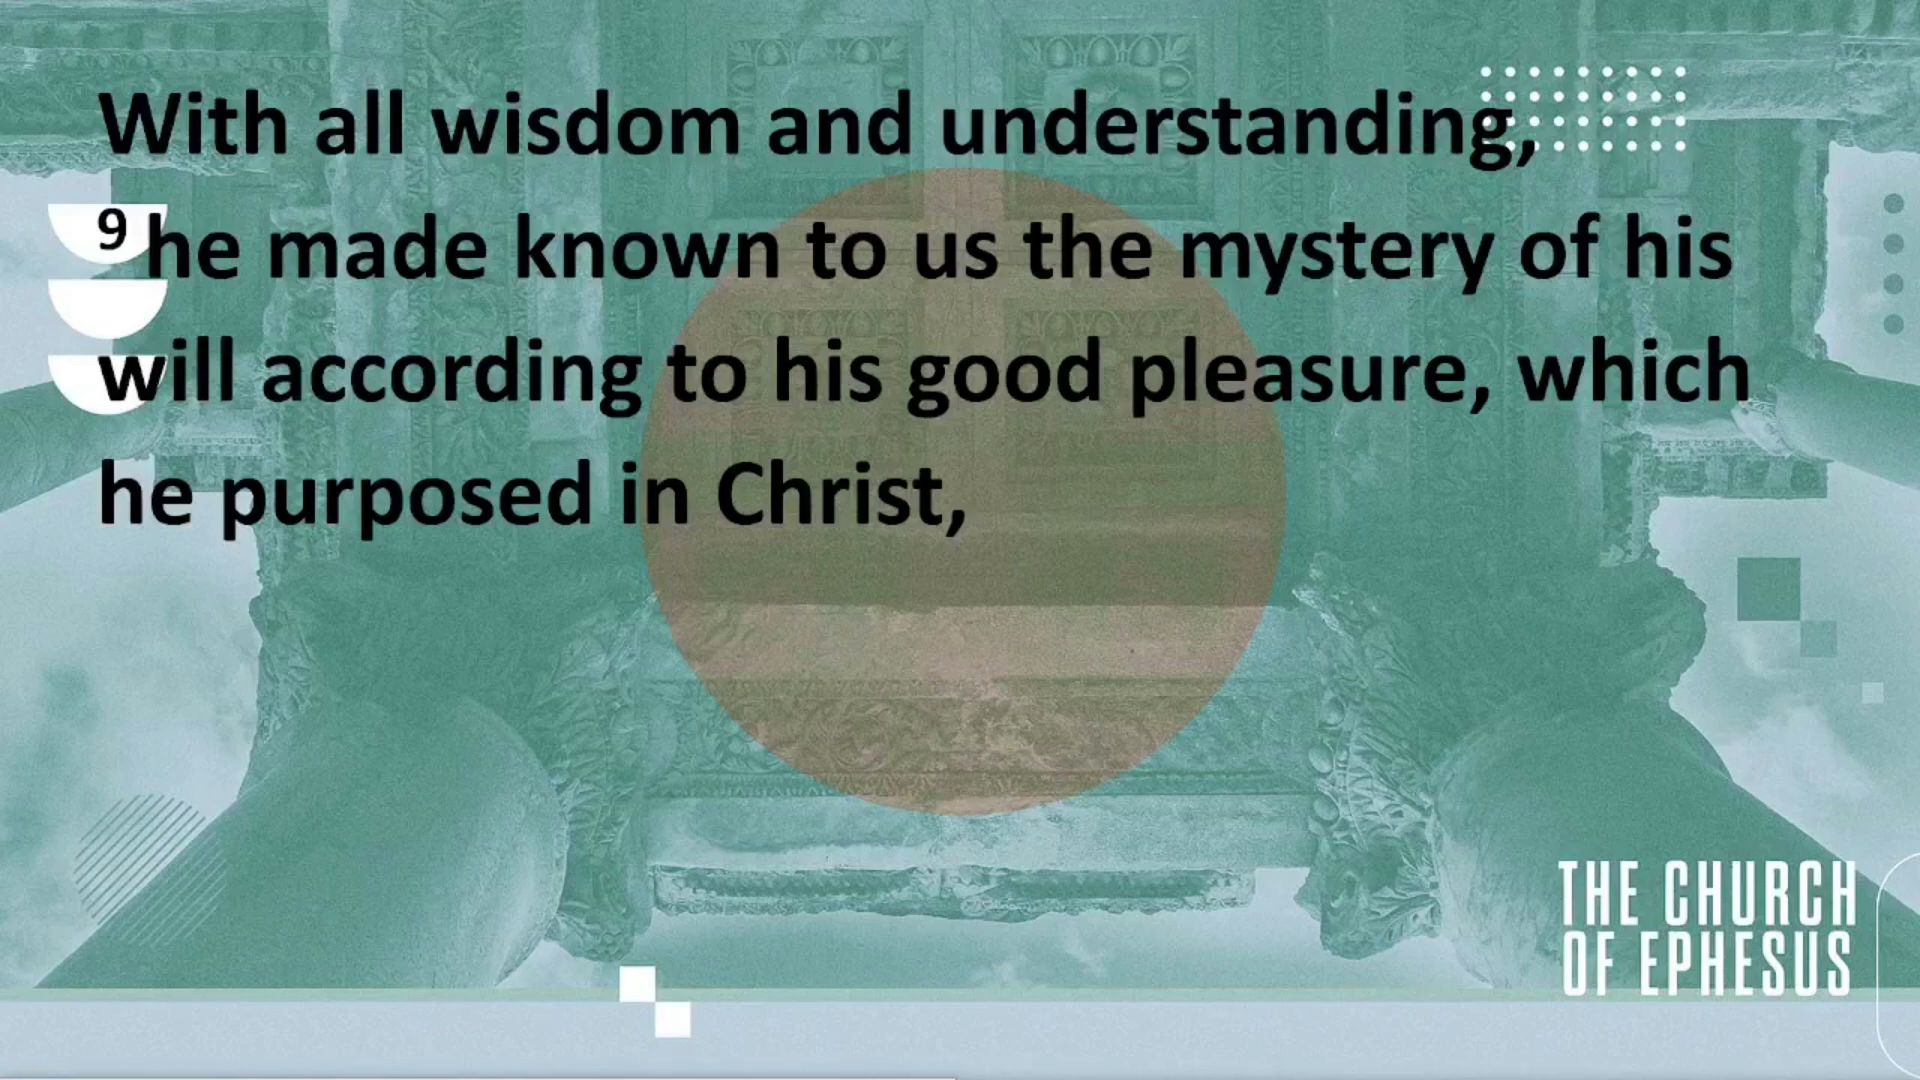 With all wisdom and understanding,
9 he made known to us the mystery of his
will according to his good pleasure, which
he purposed in Christ,
THE CHURCH
OF EPHESUS